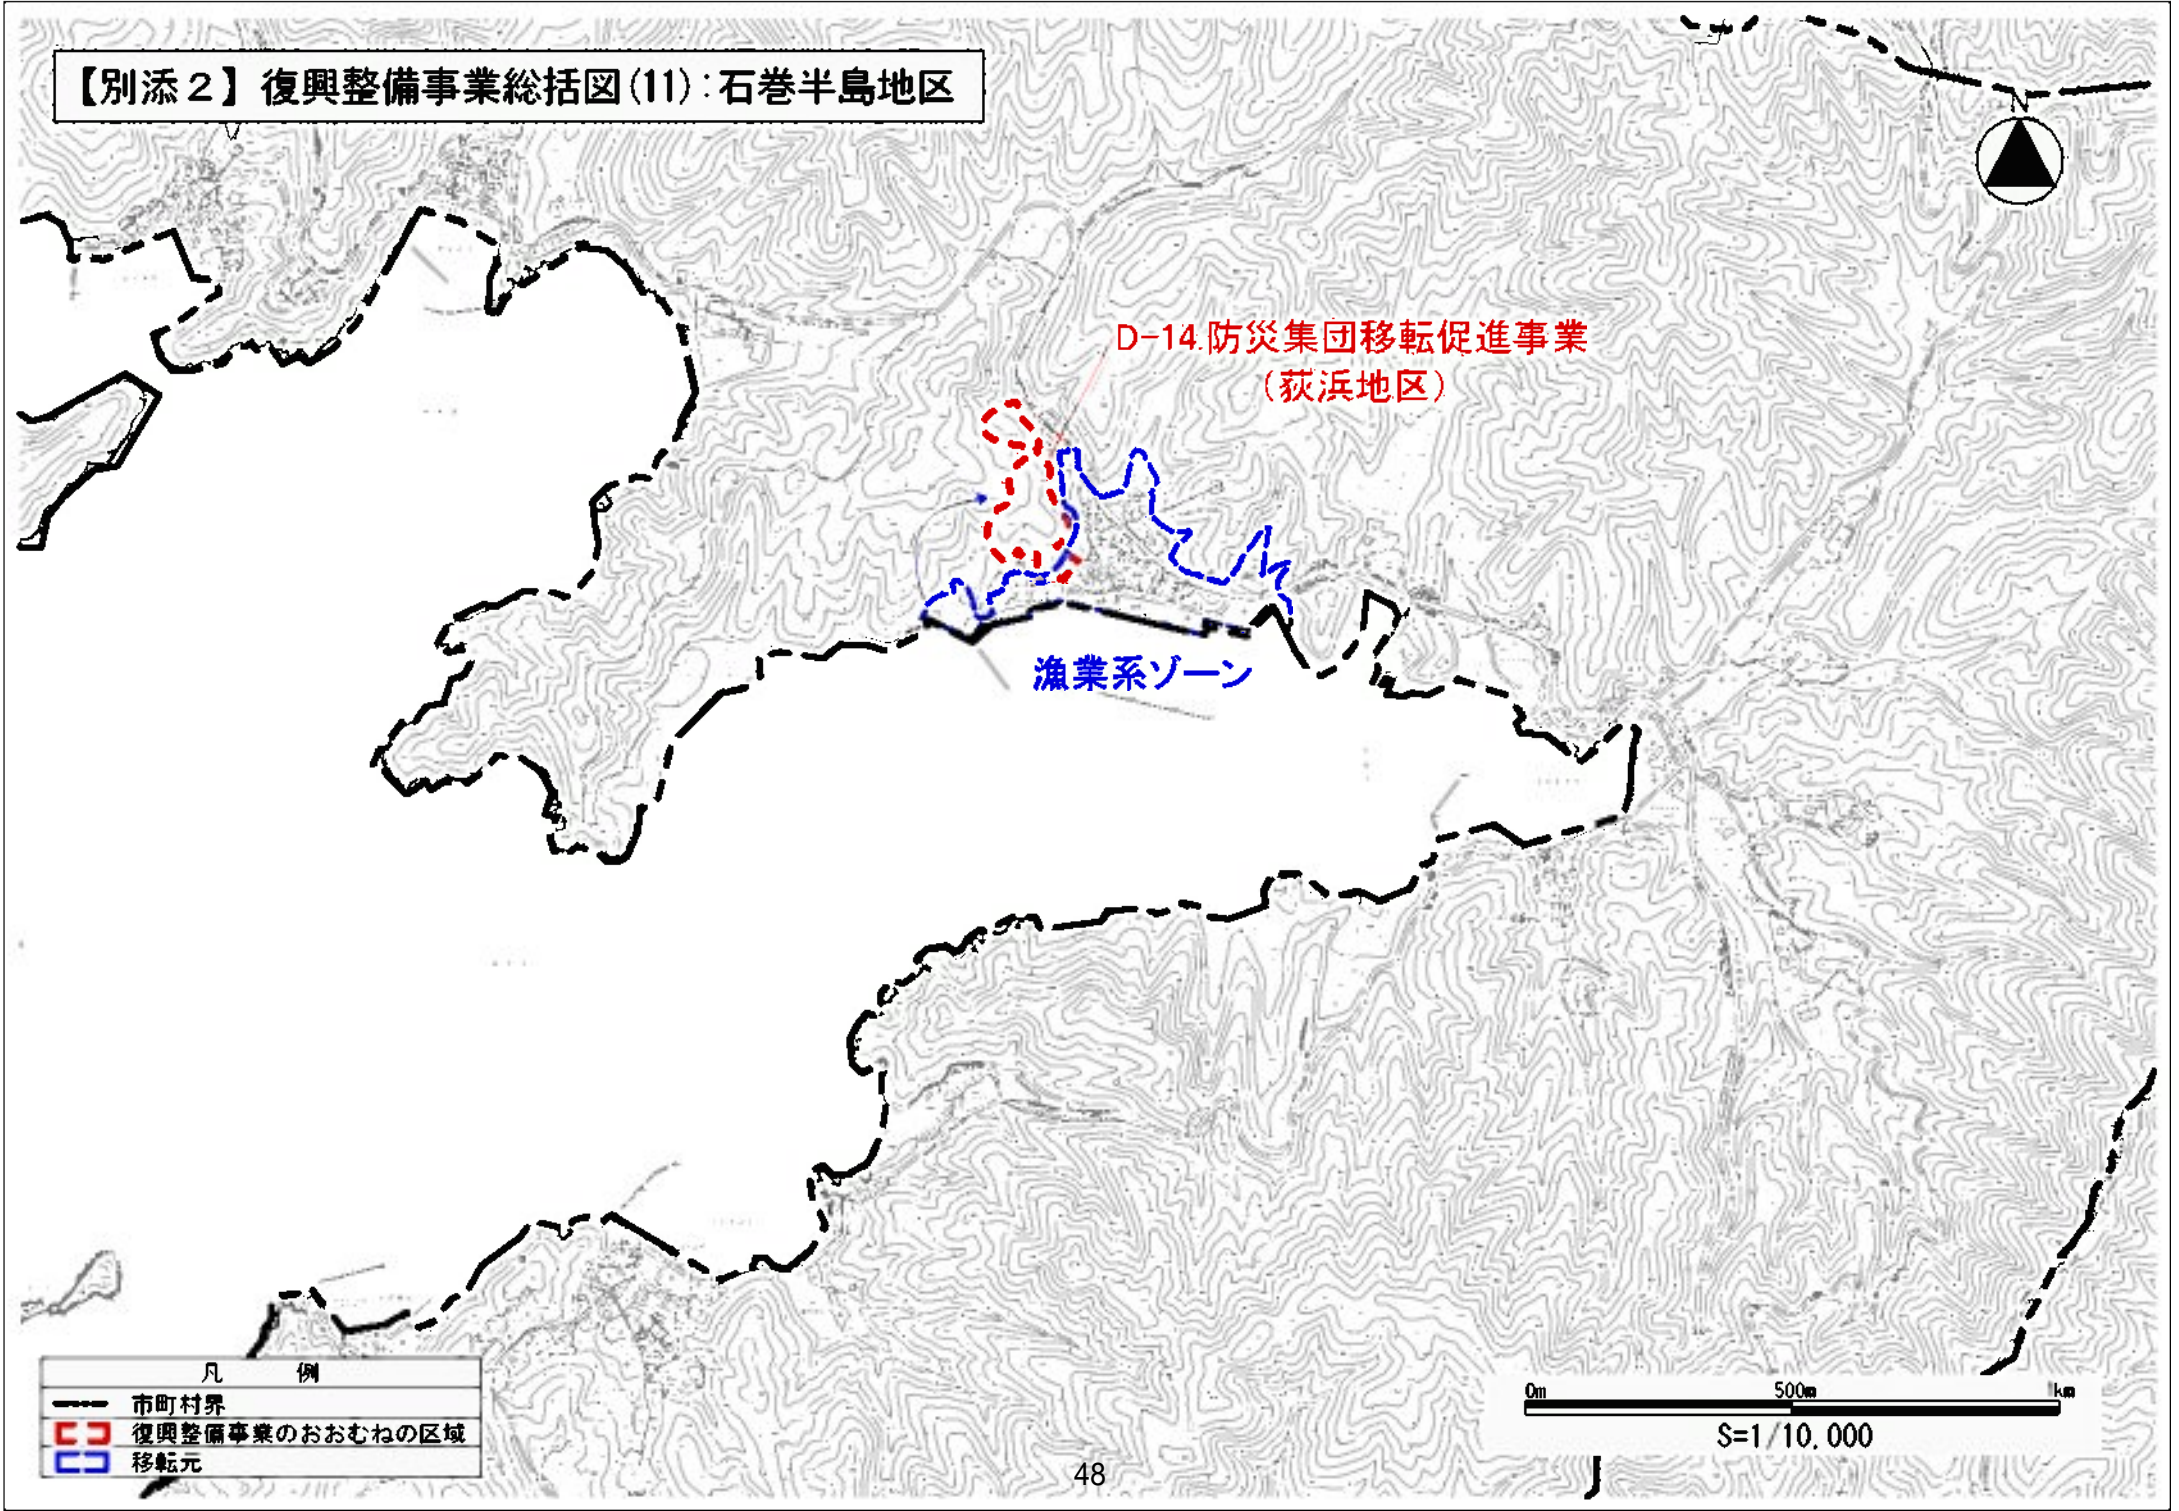 【別添２】復興整備事業総括図(11):石巻半島地区
N
D-14.防災集団移転促進事業
(荻浜地区)
漁業系ゾーン
凡 例
市町村界
復興整備事業のおおむねの区域
移転元
0m 500m 1km
S=1/10,000
48